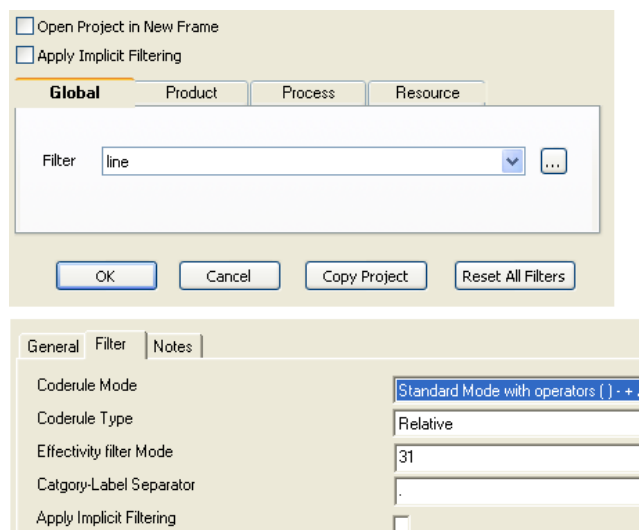 Open Project in New Frame
Apply Implicit Filtering
Global Product Process Resource
Filter line ...
OK Cancel Copy Project Reset All Filters
General Filter Notes
Coderule Mode Standard Mode with operators ( ) - +
Coderule Type Relative
Effectivity filter Mode 31
Catgory-Label Separator .
Apply Implicit Filtering